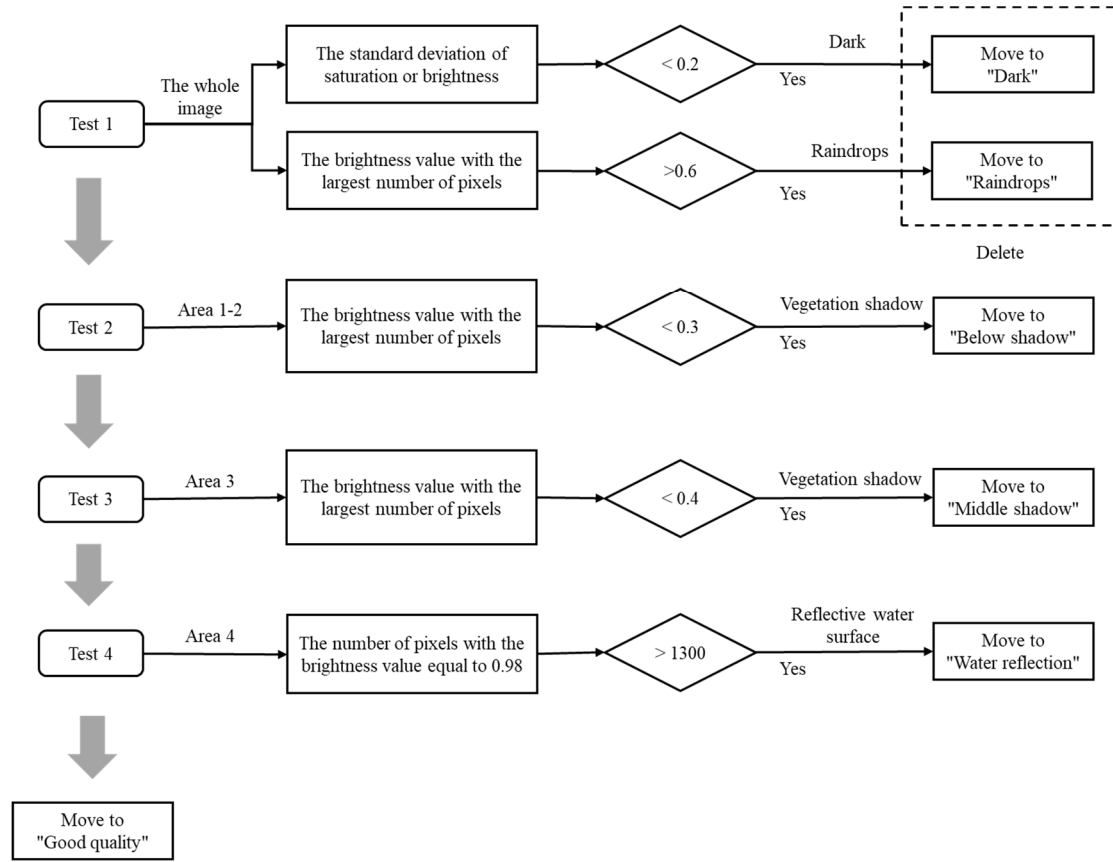 The standard deviation of
saturation or brightness
< 0.2
Dark
Yes
Move to
"Dark"
The whole
image
Test 1
The brightness value with the
largest number of pixels
>0.6
Raindrops
Yes
Move to
"Raindrops"
Delete
Test 2
Area 1-2
The brightness value with the
largest number of pixels
< 0.3
Vegetation shadow
Yes
Move to
"Below shadow"
Test 3
Area 3
The brightness value with the
largest number of pixels
< 0.4
Vegetation shadow
Yes
Move to
"Middle shadow"
Test 4
Area 4
The number of pixels with the
brightness value equal to 0.98
> 1300
Reflective water
surface
Yes
Move to
"Water reflection"
Move to
"Good quality"